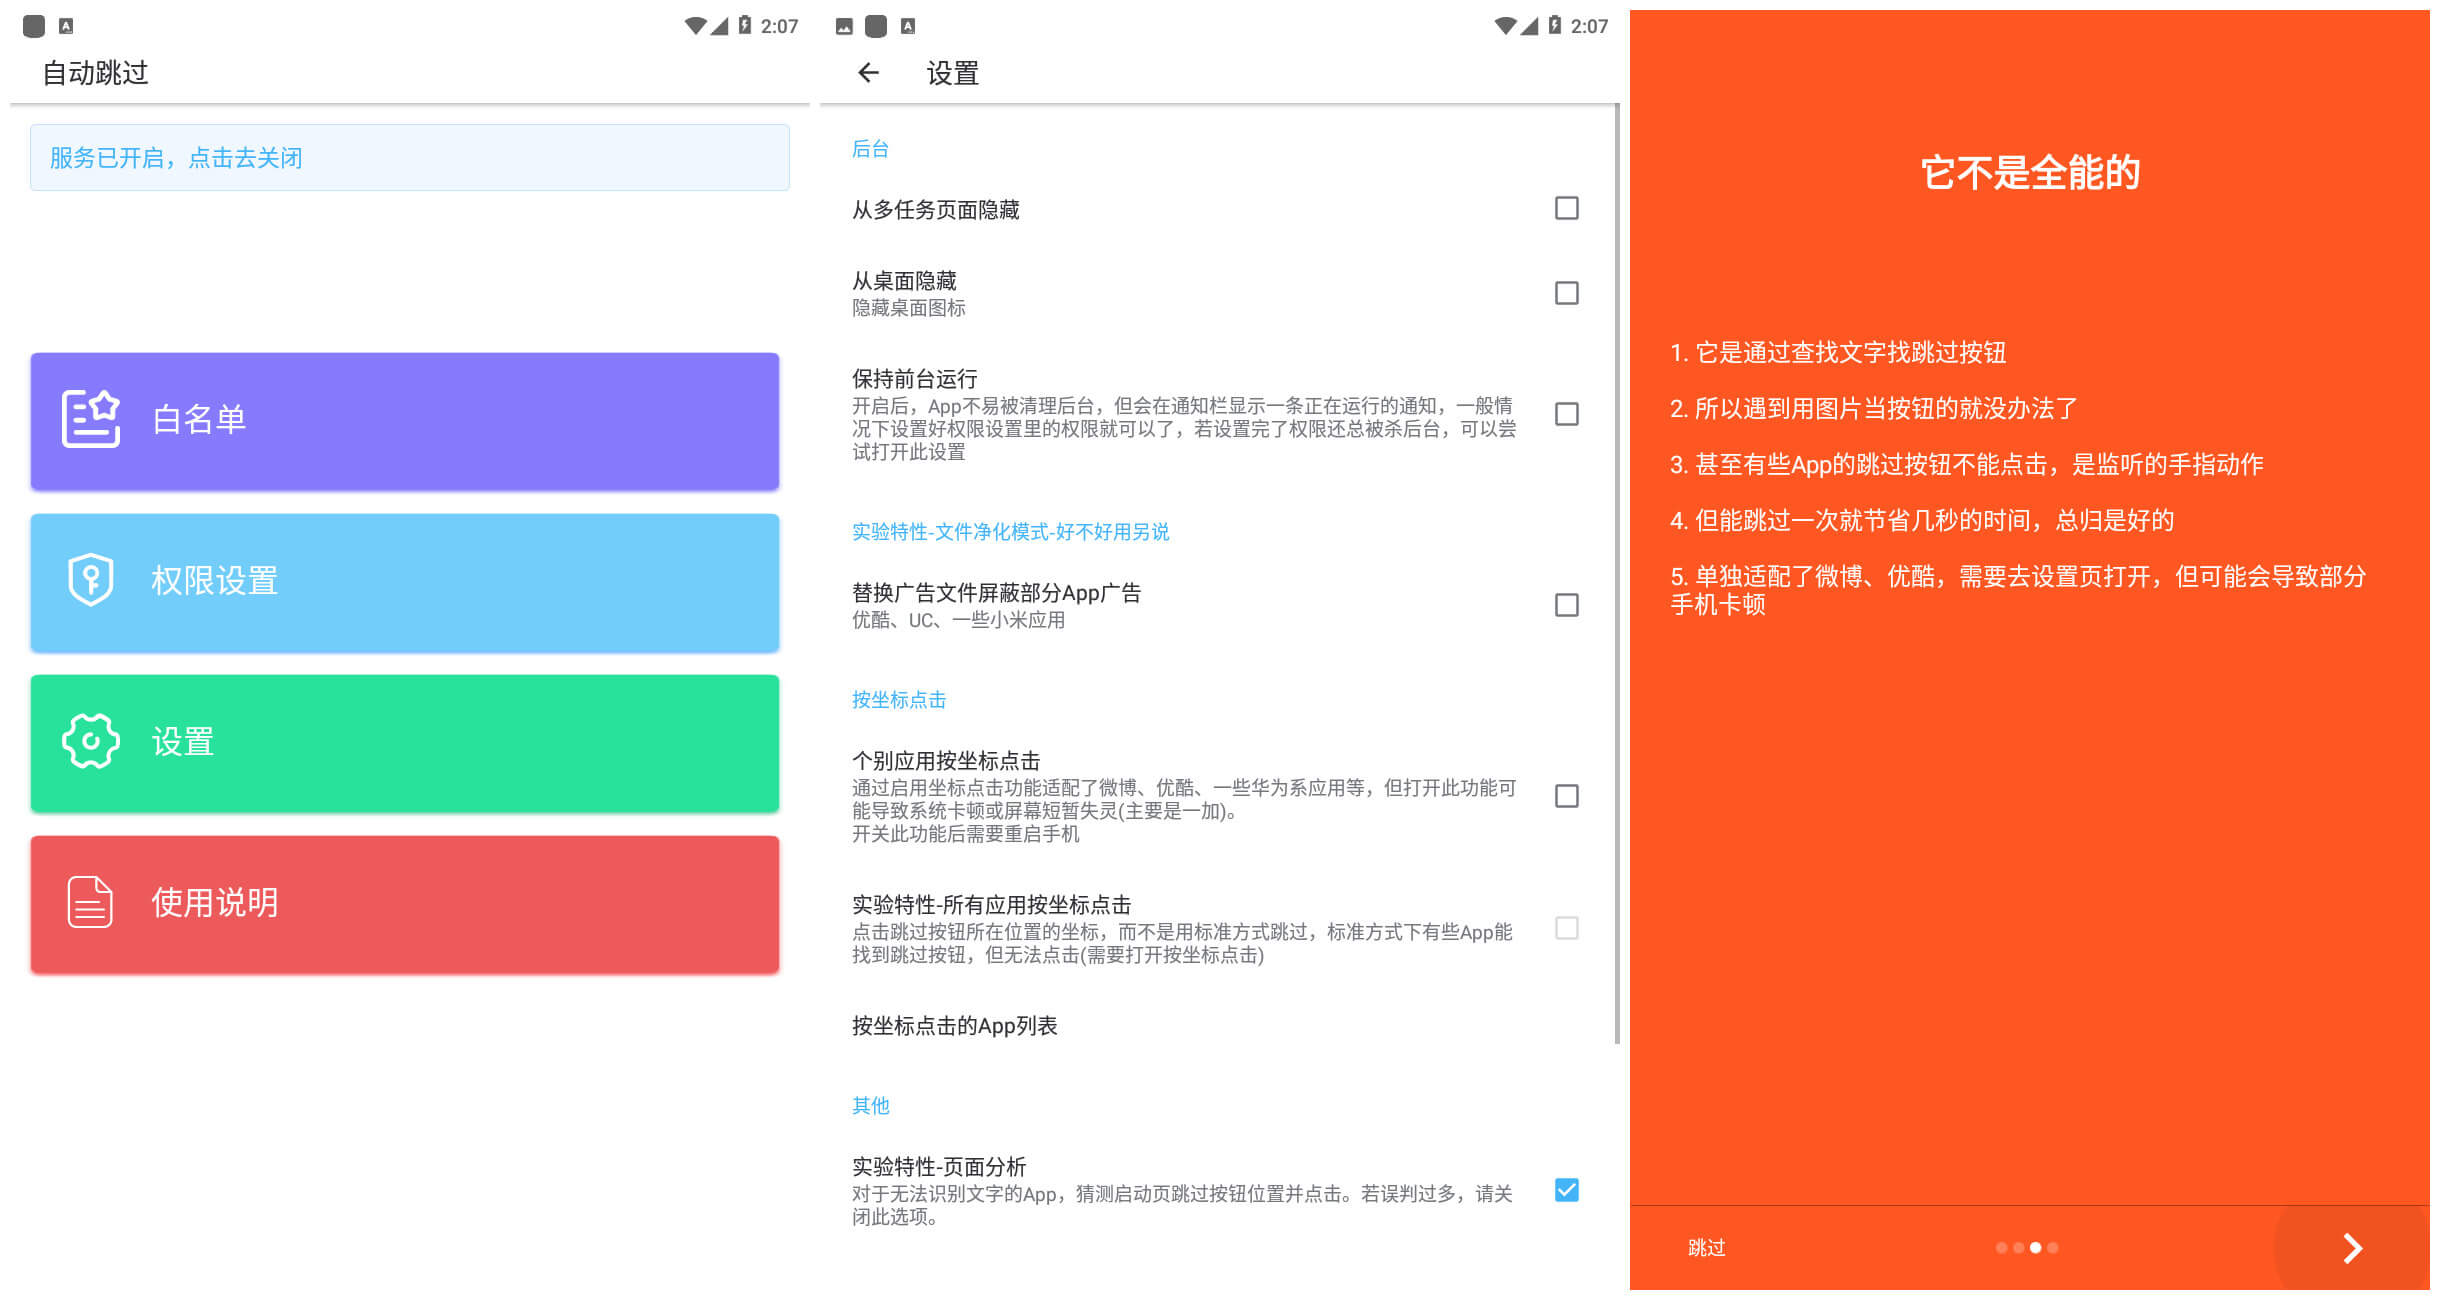 2:07
自动跳过
服务已开启，点击去关闭
白名单
权限设置
设置
使用说明
2:07
设置
后台
从多任务页面隐藏
从桌面隐藏
隐藏桌面图标
保持前台运行
开启后，App不易被清理后台，但会在通知栏显示一条正在运行的通知，一般情
况下设置好权限设置里的权限就可以了，若设置完了权限还总被杀后台，可以尝
试打开此设置
实验特性-文件净化模式-好不好用另说
替换广告文件屏蔽部分App广告
优酷、UC、一些小米应用
按坐标点击
个别应用按坐标点击
通过启用坐标点击功能适配了微博、优酷、一些华为系应用等，但打开此功能可
能导致系统卡顿或屏幕短暂失灵(主要是一加)。
开关此功能后需要重启手机
实验特性-所有应用按坐标点击
点击跳过按钮所在位置的坐标，而不是用标准方式跳过，标准方式下有些App能
找到跳过按钮，但无法点击(需要打开按坐标点击)
按坐标点击的App列表
其他
实验特性-页面分析
对于无法识别文字的App，猜测启动页跳过按钮位置并点击。若误判过多，请关
闭此选项。
它不是全能的
1. 它是通过查找文字找跳过按钮
2. 所以遇到用图片当按钮的就没办法了
3. 甚至有些App的跳过按钮不能点击，是监听的手指动作
4. 但能跳过一次就节省几秒的时间，总归是好的
5. 单独适配了微博、优酷，需要去设置页打开，但可能会导致部分
手机卡顿
跳过